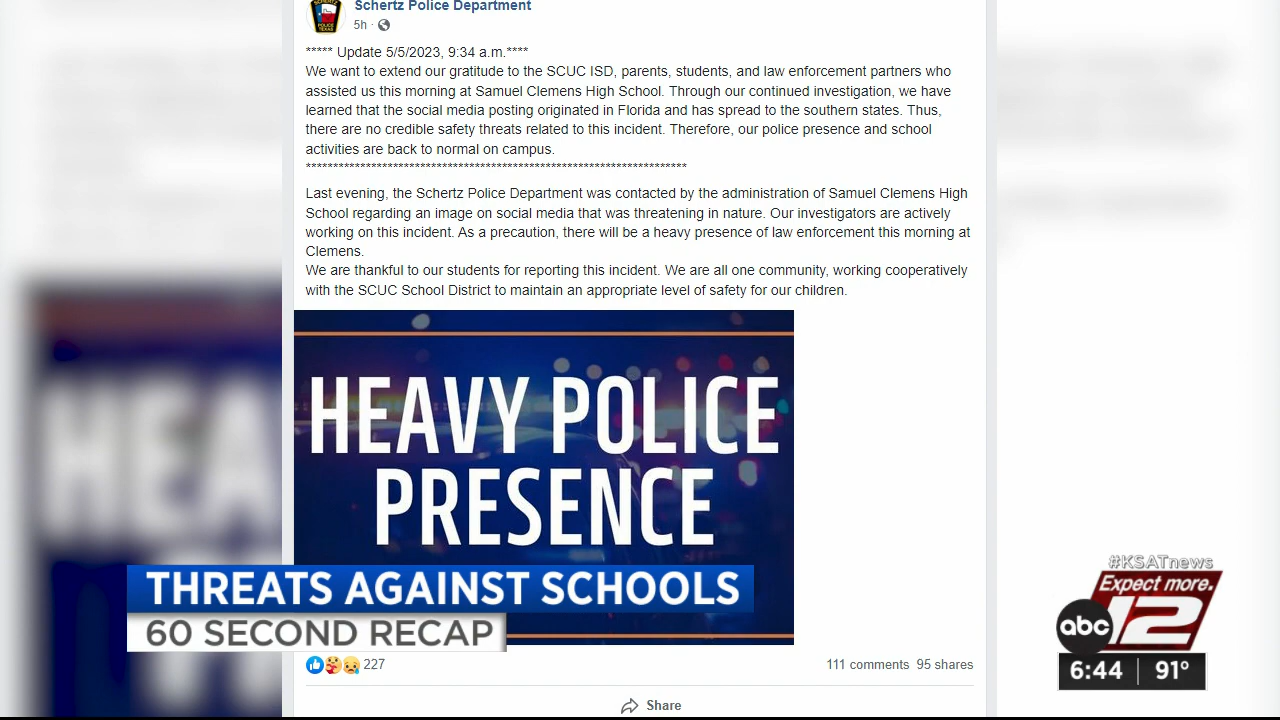 Schertz Police Department
5h ·
***** Update 5/5/2023, 9:34 a.m.****
We want to extend our gratitude to the SCUC ISD, parents, students, and law enforcement partners who
assisted us this morning at Samuel Clemens High School. Through our continued investigation, we have
learned that the social media posting originated in Florida and has spread to the southern states. Thus,
there are no credible safety threats related to this incident. Therefore, our police presence and school
activities are back to normal on campus.
***********************************************************************
Last evening, the Schertz Police Department was contacted by the administration of Samuel Clemens High
School regarding an image on social media that was threatening in nature. Our investigators are actively
working on this incident. As a precaution, there will be a heavy presence of law enforcement this morning at
Clemens.
We are thankful to our students for reporting this incident. We are all one community, working cooperatively
with the SCUC School District to maintain an appropriate level of safety for our children.
HEAVY POLICE
PRESENCE
THREATS AGAINST SCHOOLS
60 SECOND RECAP
227
111 comments 95 shares
Share
#KSATnews
Expect more.
abc 12
6:44 | 91°